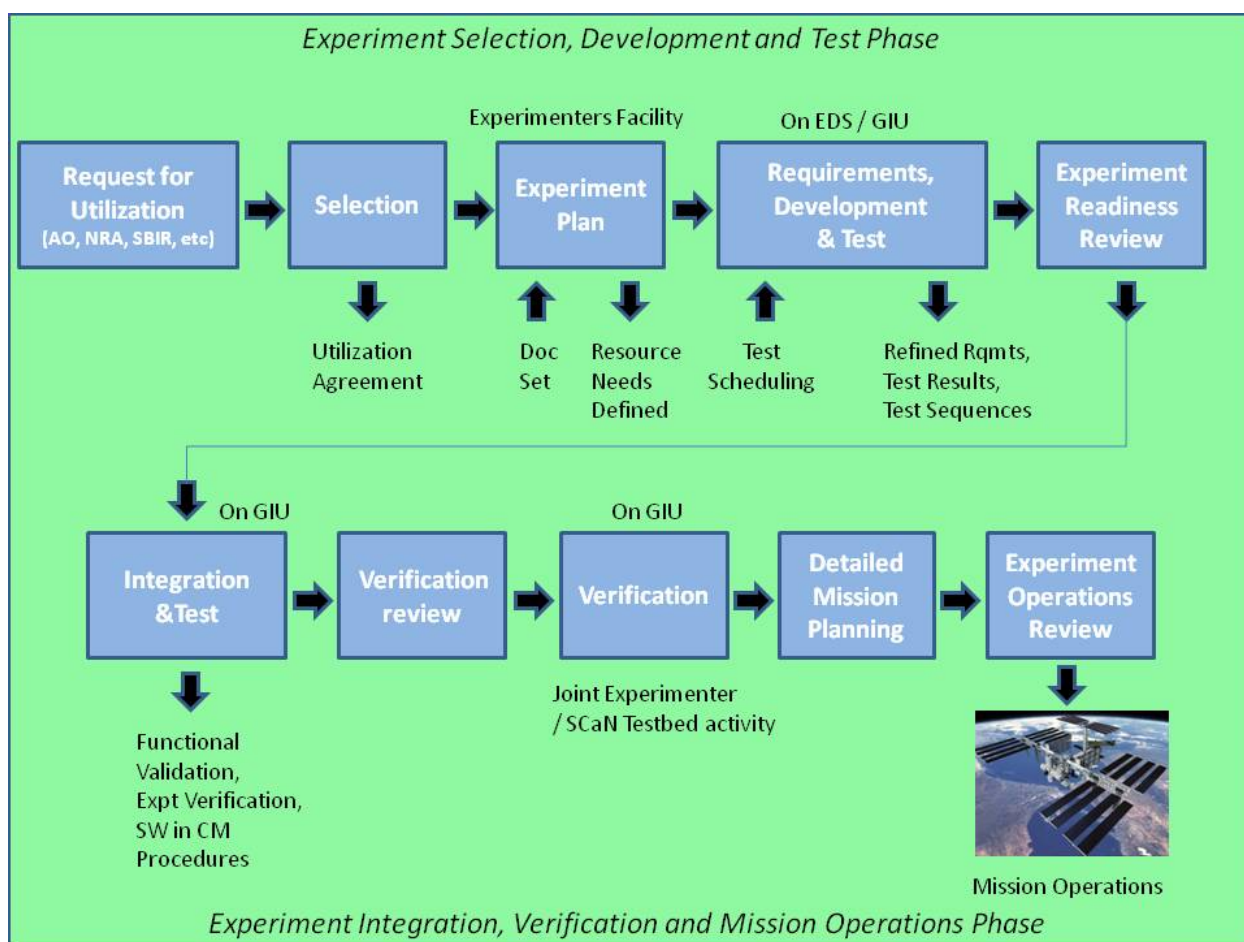 Experiment Selection, Development and Test Phase
Experimenters Facility
On EDS / GIU
Request for
Utilization
(AO, NRA, SBIR, etc)
Selection
Experiment
Plan
Requirements,
Development
& Test
Experiment
Readiness
Review
Utilization
Agreement
Doc
Set
Resource
Needs
Defined
Test
Scheduling
Refined Rqmts,
Test Results,
Test Sequences
On GIU
On GIU
Integration
&Test
Verification
review
Verification
Detailed
Mission
Planning
Experiment
Operations
Review
Functional
Validation,
Expt Verification,
SW in CM
Procedures
Joint Experimenter
/ SCaN Testbed activity
Mission Operations
Experiment Integration, Verification and Mission Operations Phase